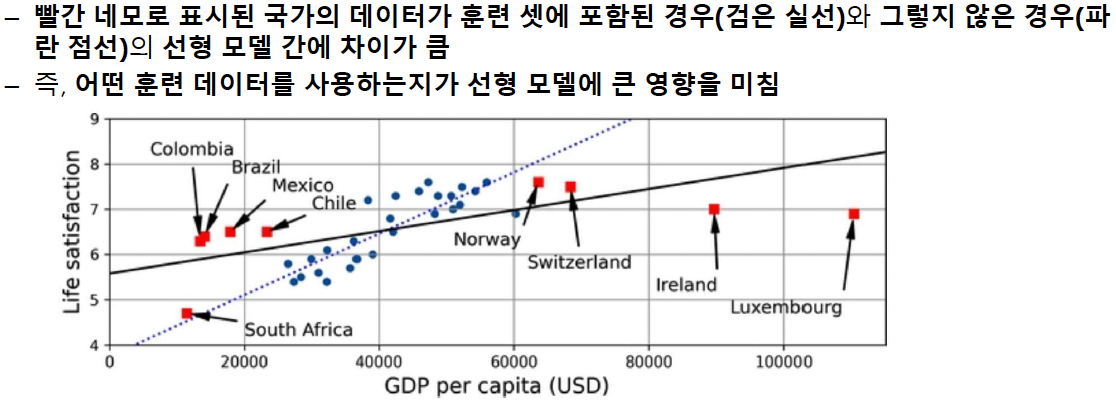 – 빨간 네모로 표시된 국가의 데이터가 훈련 셋에 포함된 경우(검은 실선)와 그렇지 않은 경우(파
란 점선)의 선형 모델 간에 차이가 큼
– 즉, 어떤 훈련 데이터를 사용하는지가 선형 모델에 큰 영향을 미침
9
Colombia
Brazil
8
Mexico
Chile
7
Life satisfaction
Norway
6
Switzerland
Ireland
5
Luxembourg
South Africa
4
0 20000 40000 60000 80000 100000
GDP per capita (USD)